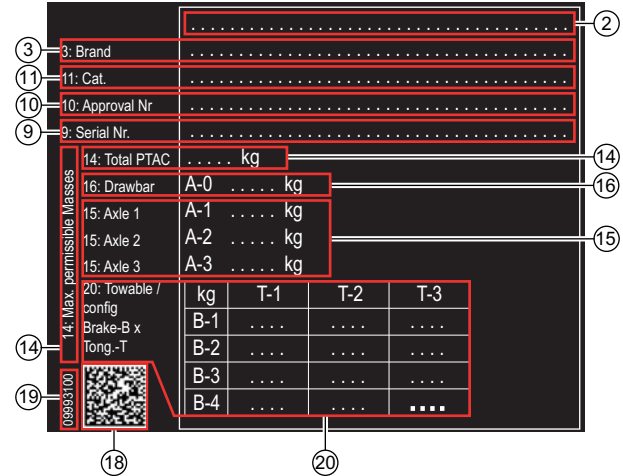 . . . . . . . . . . . . . . . . . . . . . . . . . . . . . . . . . . . . . . 2
3 3: Brand . . . . . . . . . . . . . . . . . . . . . . . . . . . . . . . . . . . . . .
11 11: Cat. . . . . . . . . . . . . . . . . . . . . . . . . . . . . . . . . . . . . . .
10 10: Approval Nr . . . . . . . . . . . . . . . . . . . . . . . . . . . . . . . . . . . . . .
9 9: Serial Nr. . . . . . . . . . . . . . . . . . . . . . . . . . . . . . . . . . . . . . .
14: Max. permissible Masses
14: Total PTAC . . . . . kg 14
16: Drawbar A-0 . . . . . kg 16
15: Axle 1 A-1 . . . . . kg
15: Axle 2 A-2 . . . . . kg 15
15: Axle 3 A-3 . . . . . kg
20: Towable /
config
Brake-B x
Tong.-T
kg T-1 T-2 T-3
B-1 . . . . . . . . . . . .
B-2 . . . . . . . . . . . .
B-3 . . . . . . . . . . . .
B-4 . . . . . . . . . . . .
14
19 09993100
18 20